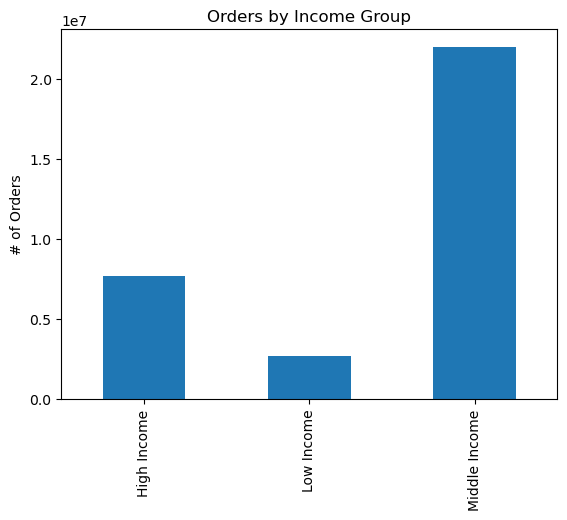 Orders by Income Group
1e7
2.0
1.5
1.0
0.5
0.0
# of Orders
High Income
Low Income
Middle Income